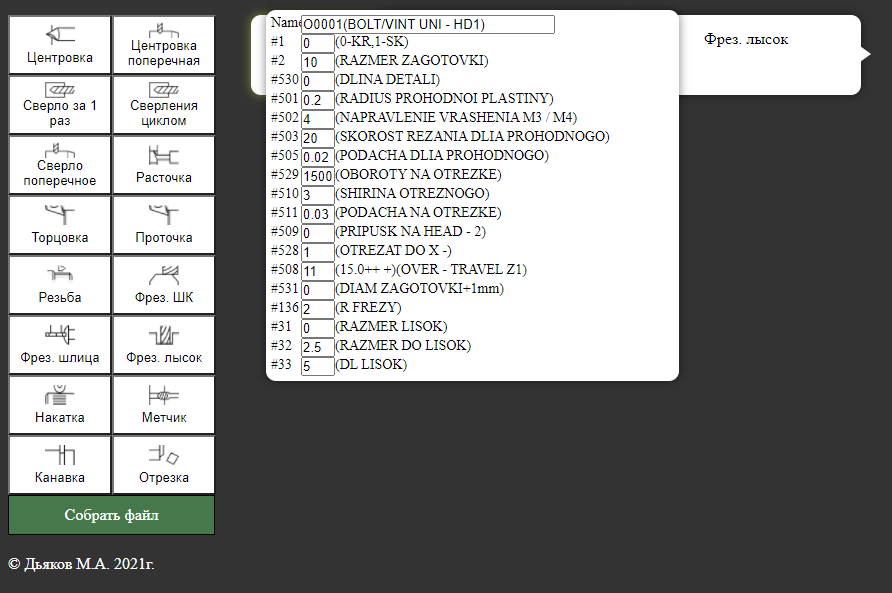 Центровка
Центровка поперечная
Сверло за 1 раз
Сверления циклом
Сверло поперечное
Расточка
Торцовка
Проточка
Резьба
Фрез. ШК
Фрез. шлица
Фрез. лысок
Накатка
Метчик
Канавка
Отрезка
Собрать файл
© Дьяков М.А. 2021г.
Name O0001(BOLT/VINT UNI - HD1)
#1 0 (0-KR,1-SK)
#2 10 (RAZMER ZAGOTOVKI)
#530 0 (DLINA DETALI)
#501 0.2 (RADIUS PROHODNOI PLASTINY)
#502 4 (NAPRAVLENIE VRASHENIA M3 / M4)
#503 20 (SKOROST REZANIA DLIA PROHODNOGO)
#505 0.02 (PODACHA DLIA PROHODNOGO)
#529 1500 (OBOROTY NA OTREZKE)
#510 3 (SHIRINA OTREZNOGO)
#511 0.03 (PODACHA NA OTREZKE)
#509 0 (PRIPUSK NA HEAD - 2)
#528 1 (OTREZAT DO X -)
#508 11 (15.0++ +)(OVER - TRAVEL Z1)
#531 0 (DIAM ZAGOTOVKI+1mm)
#136 2 (R FREZY)
#31 0 (RAZMER LISOK)
#32 2.5 (RAZMER DO LISOK)
#33 5 (DL LISOK)
Фрез. лысок